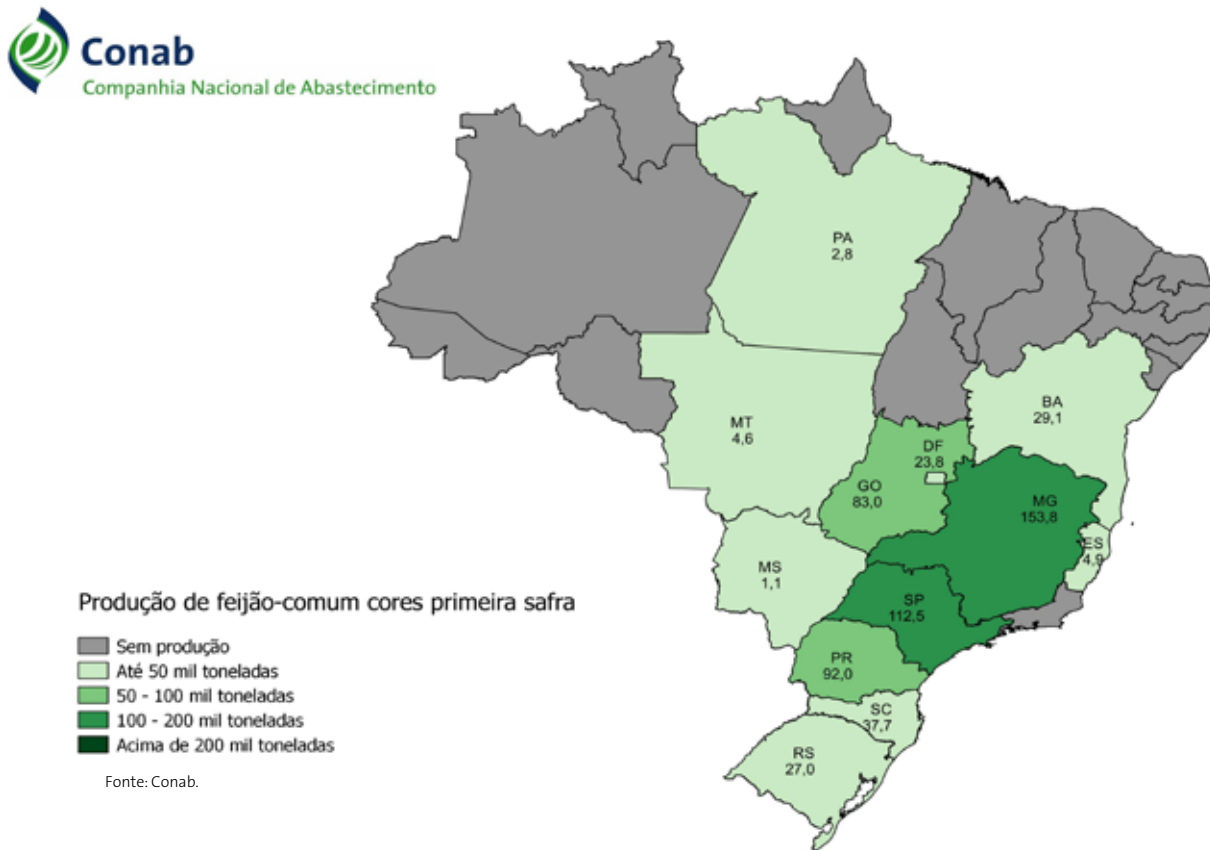 Conab
Companhia Nacional de Abastecimento
PA
2,8
BA
29,1
MT
4,6
DF
23,8
GO
83,0
MG
153,8
ES
4,9
MS
1,1
SP
112,5
PR
92,0
SC
37,7
RS
27,0
Produção de feijão-comum cores primeira safra
Sem produção
Até 50 mil toneladas
50 - 100 mil toneladas
100 - 200 mil toneladas
Acima de 200 mil toneladas
Fonte: Conab.